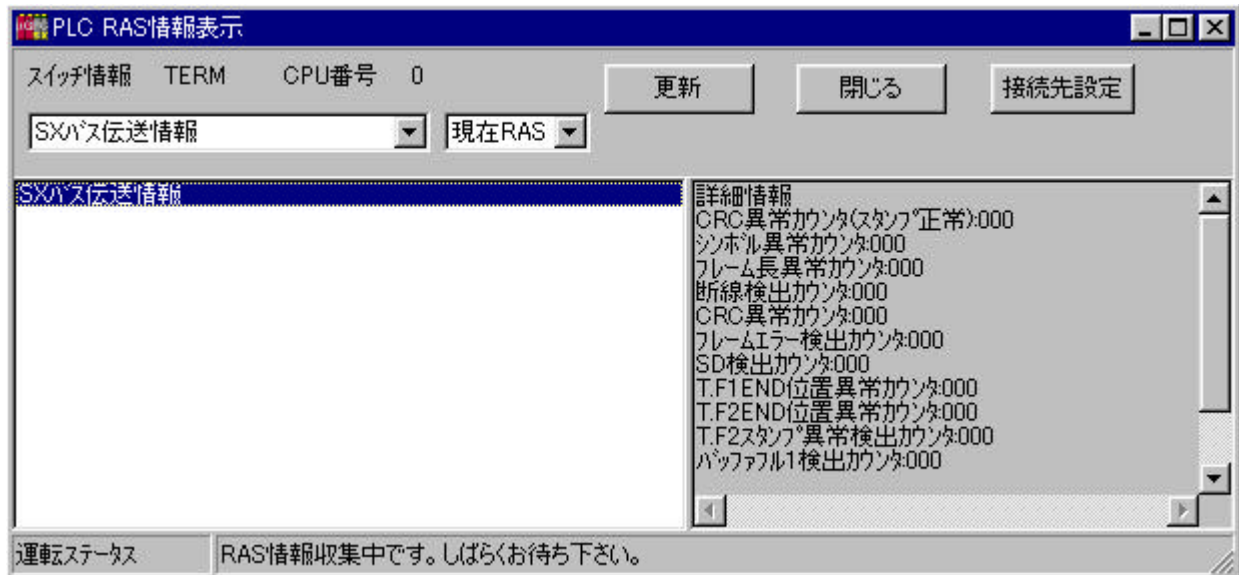 PLC RAS情報表示
スイッチ情報 TERM CPU番号 0
更新 閉じる 接続先設定
SXバス伝送情報 現在RAS
SXバス伝送情報
詳細情報
CRC異常カウンタ(スタンプ正常):000
シンボル異常カウンタ:000
フレーム長異常カウンタ:000
断線検出カウンタ:000
CRC異常カウンタ:000
フレームエラー検出カウンタ:000
SD検出カウンタ:000
T.F1END位置異常カウンタ:000
T.F2END位置異常カウンタ:000
T.F2スタンプ異常検出カウンタ:000
バッファフル1検出カウンタ:000
運転ステータス RAS情報収集中です。しばらくお待ち下さい。